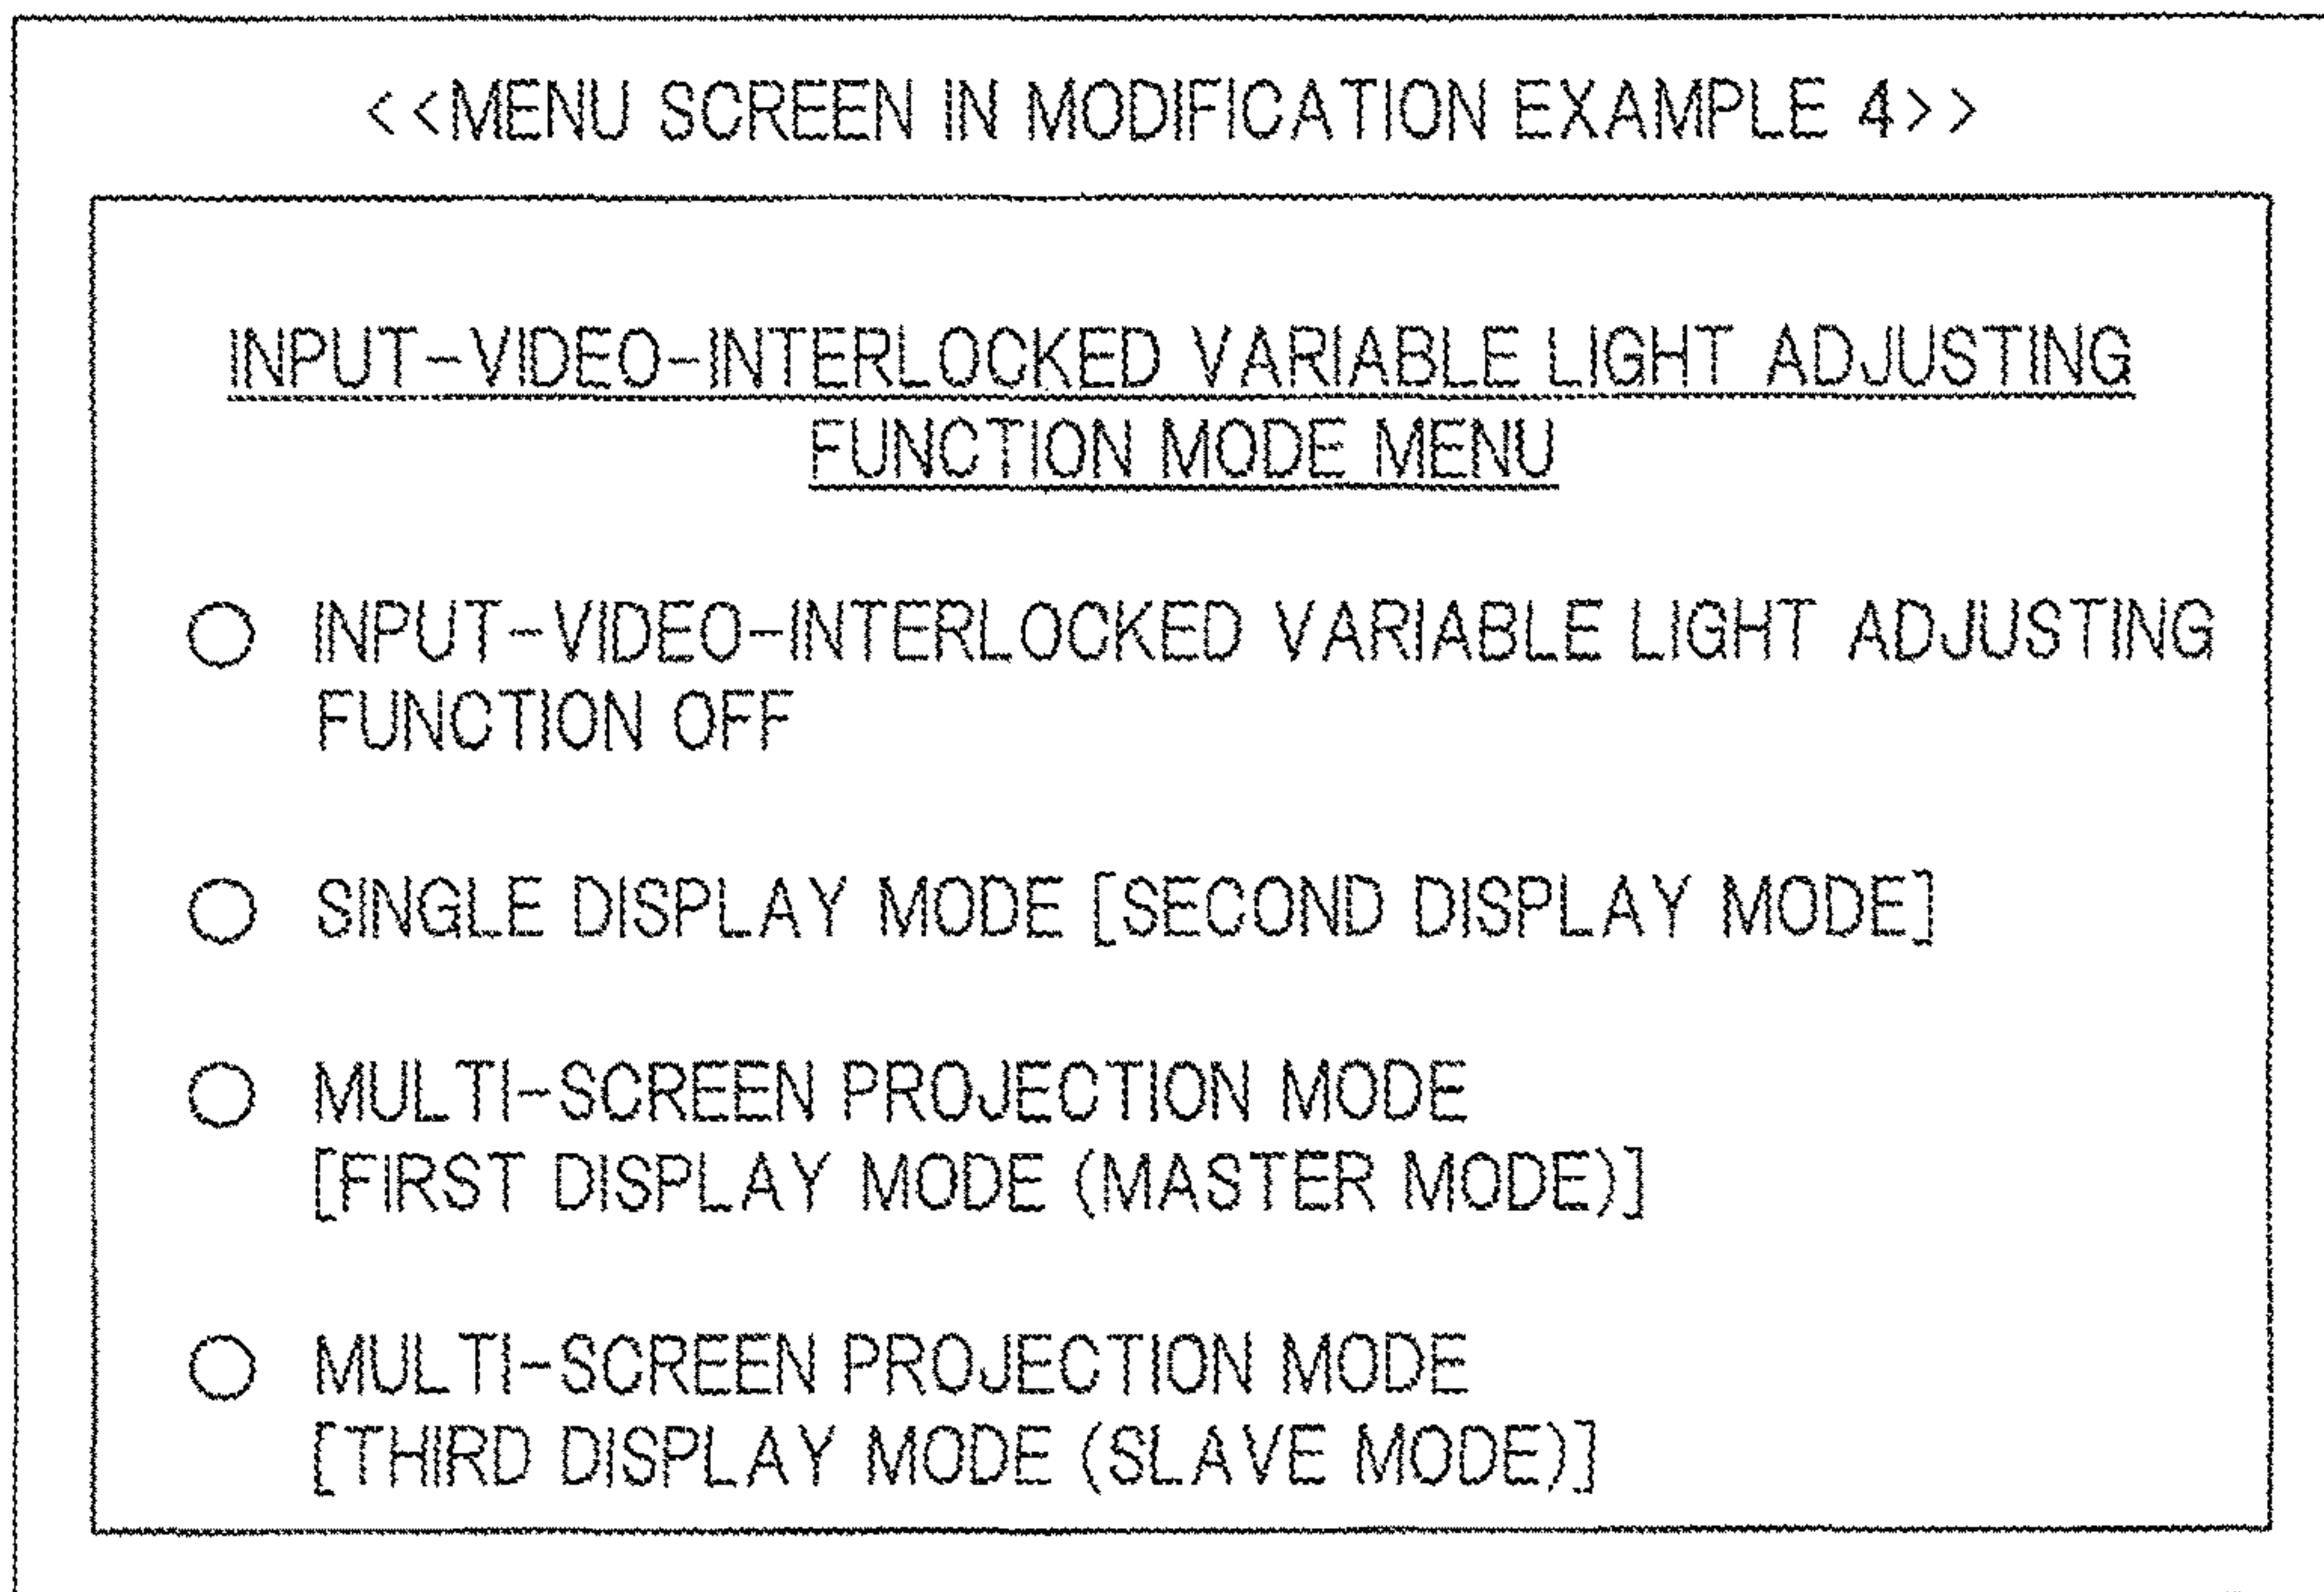 <<MENU SCREEN IN MODIFICATION EXAMPLE 4>>
INPUT-VIDEO-INTERLOCKED VARIABLE LIGHT ADJUSTING
FUNCTION MODE MENU
INPUT-VIDEO-INTERLOCKED VARIABLE LIGHT ADJUSTING
FUNCTION OFF
SINGLE DISPLAY MODE [SECOND DISPLAY MODE]
MULTI-SCREEN PROJECTION MODE
[FIRST DISPLAY MODE (MASTER MODE)]
MULTI-SCREEN PROJECTION MODE
[THIRD DISPLAY MODE (SLAVE MODE)]